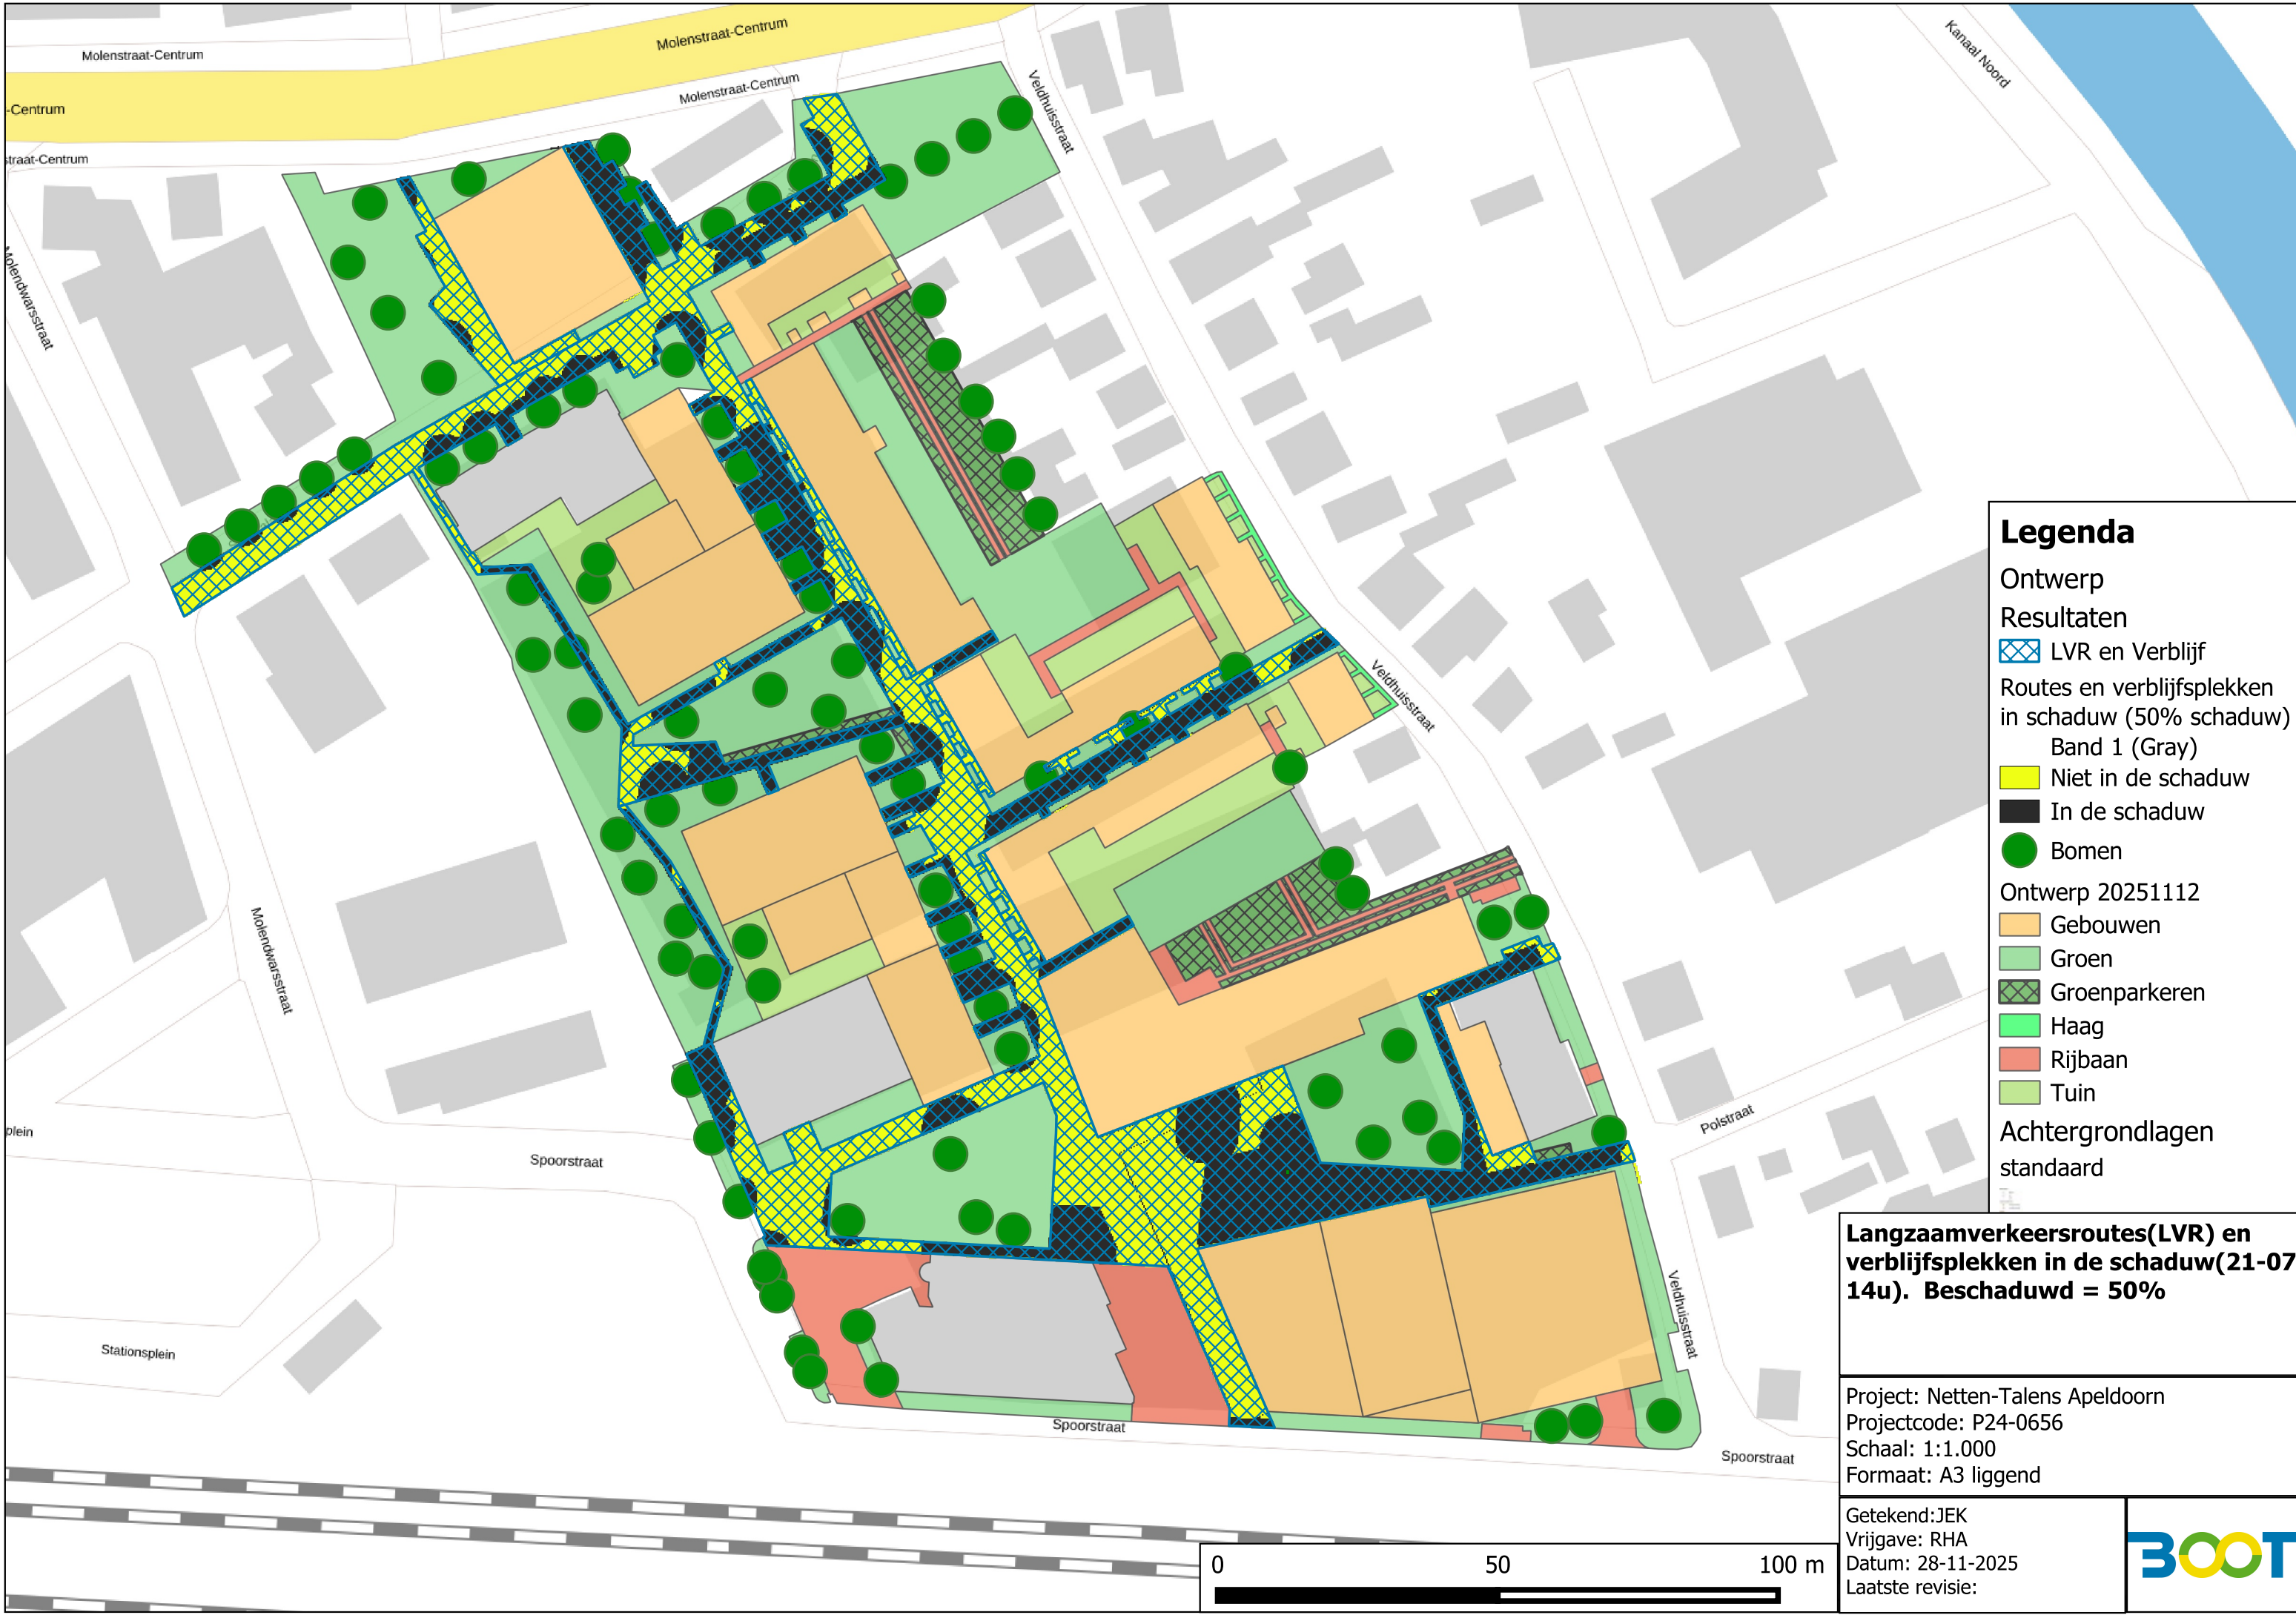 Molenstraat-Centrum
Molenstraat-Centrum
Molenstraat-Centrum
-Centrum
straat-Centrum
Veldhuisstraat
Kanaal Noord
Molendwarsstraat
Veldhuisstraat
Molendwarsstraat
plein
Spoorstraat
Polstraat
Stationsplein
Veldhuisstraat
Spoorstraat
Spoorstraat
Legenda
Ontwerp
Resultaten
LVR en Verblijf
Routes en verblijfsplekken
in schaduw (50% schaduw)
Band 1 (Gray)
Niet in de schaduw
In de schaduw
Bomen
Ontwerp 20251112
Gebouwen
Groen
Groenparkeren
Haag
Rijbaan
Tuin
Achtergrondlagen
standaard
Langzaamverkeersroutes(LVR) en
verblijfsplekken in de schaduw(21-07
14u). Beschaduwd = 50%
Project: Netten-Talens Apeldoorn
Projectcode: P24-0656
Schaal: 1:1.000
Formaat: A3 liggend
Getekend:JEK
Vrijgave: RHA
Datum: 28-11-2025
Laatste revisie:
BOOT
0 50 100 m